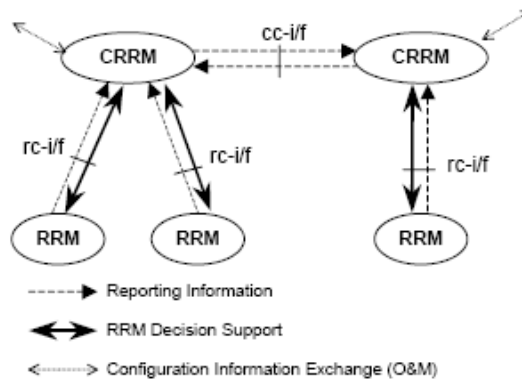 cc-i/f
CRRM
CRRM
rc-i/f
rc-i/f
rc-i/f
RRM
RRM
RRM
Reporting Information
RRM Decision Support
Configuration Information Exchange (O&M)